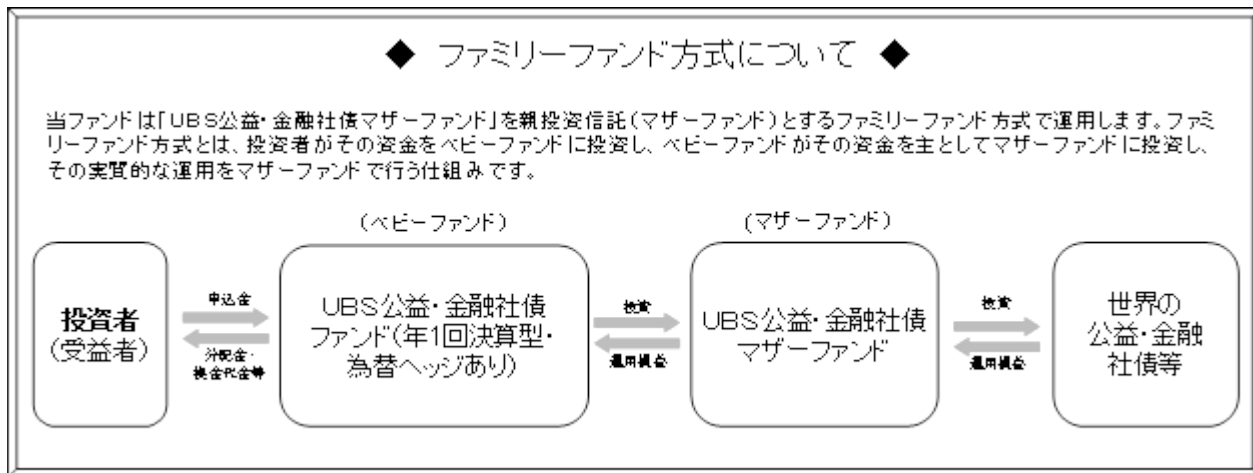 ◆ ファミリーファンド方式について ◆
当ファンドは「UBS公益・金融社債マザーファンド」を親投資信託(マザーファンド)とするファミリーファンド方式で運用します。ファミ
リーファンド方式とは、投資者がその資金をベビーファンドに投資し、ベビーファンドがその資金を主としてマザーファンドに投資し、
その実質的な運用をマザーファンドで行う仕組みです。
(ベビーファンド)
(マザーファンド)
投資者
(受益者)
申込金
分配金・
換金代金等
UBS公益・金融社債
ファンド(年1回決算型・
為替ヘッジあり)
投資
運用損益
UBS公益・金融社債
マザーファンド
投資
運用損益
世界の
公益・金融
社債等